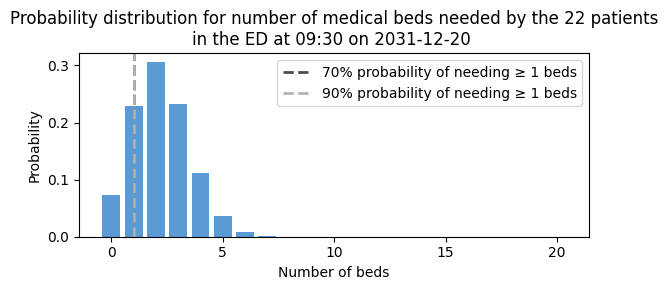 Probability distribution for number of medical beds needed by the 22 patients
in the ED at 09:30 on 2031-12-20
70% probability of needing ≥ 1 beds
90% probability of needing ≥ 1 beds
Probability
0.3
0.2
0.1
0.0
0 5 10 15 20
Number of beds